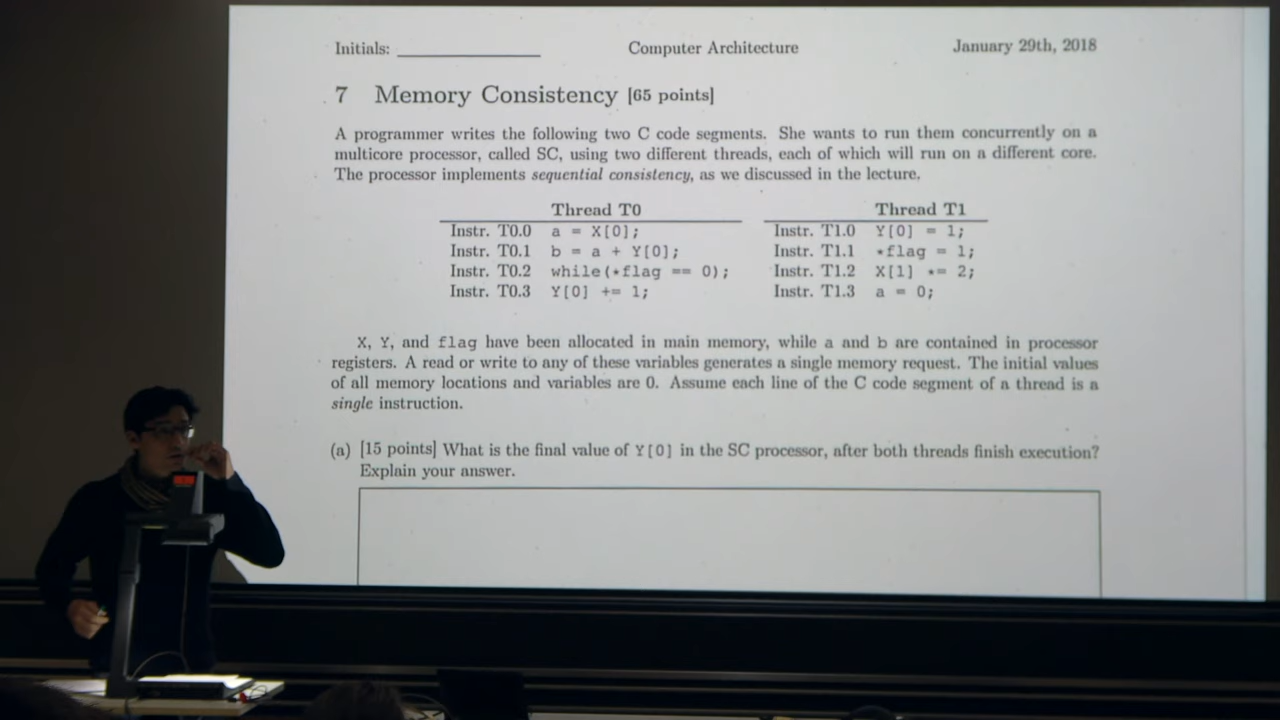 Initials: ____________ Computer Architecture January 29th, 2018
7 Memory Consistency [65 points]
A programmer writes the following two C code segments. She wants to run them concurrently on a
multicore processor, called SC, using two different threads, each of which will run on a different core.
The processor implements sequential consistency, as we discussed in the lecture.
Thread T0 Thread T1
Instr. T0.0 a = X[0]; Instr. T1.0 Y[0] = 1;
Instr. T0.1 b = a + Y[0]; Instr. T1.1 *flag = 1;
Instr. T0.2 while(*flag == 0); Instr. T1.2 X[1] *= 2;
Instr. T0.3 Y[0] += 1; Instr. T1.3 a = 0;
X, Y, and flag have been allocated in main memory, while a and b are contained in processor
registers. A read or write to any of these variables generates a single memory request. The initial values
of all memory locations and variables are 0. Assume each line of the C code segment of a thread is a
single instruction.
(a) [15 points] What is the final value of Y[0] in the SC processor, after both threads finish execution?
Explain your answer.